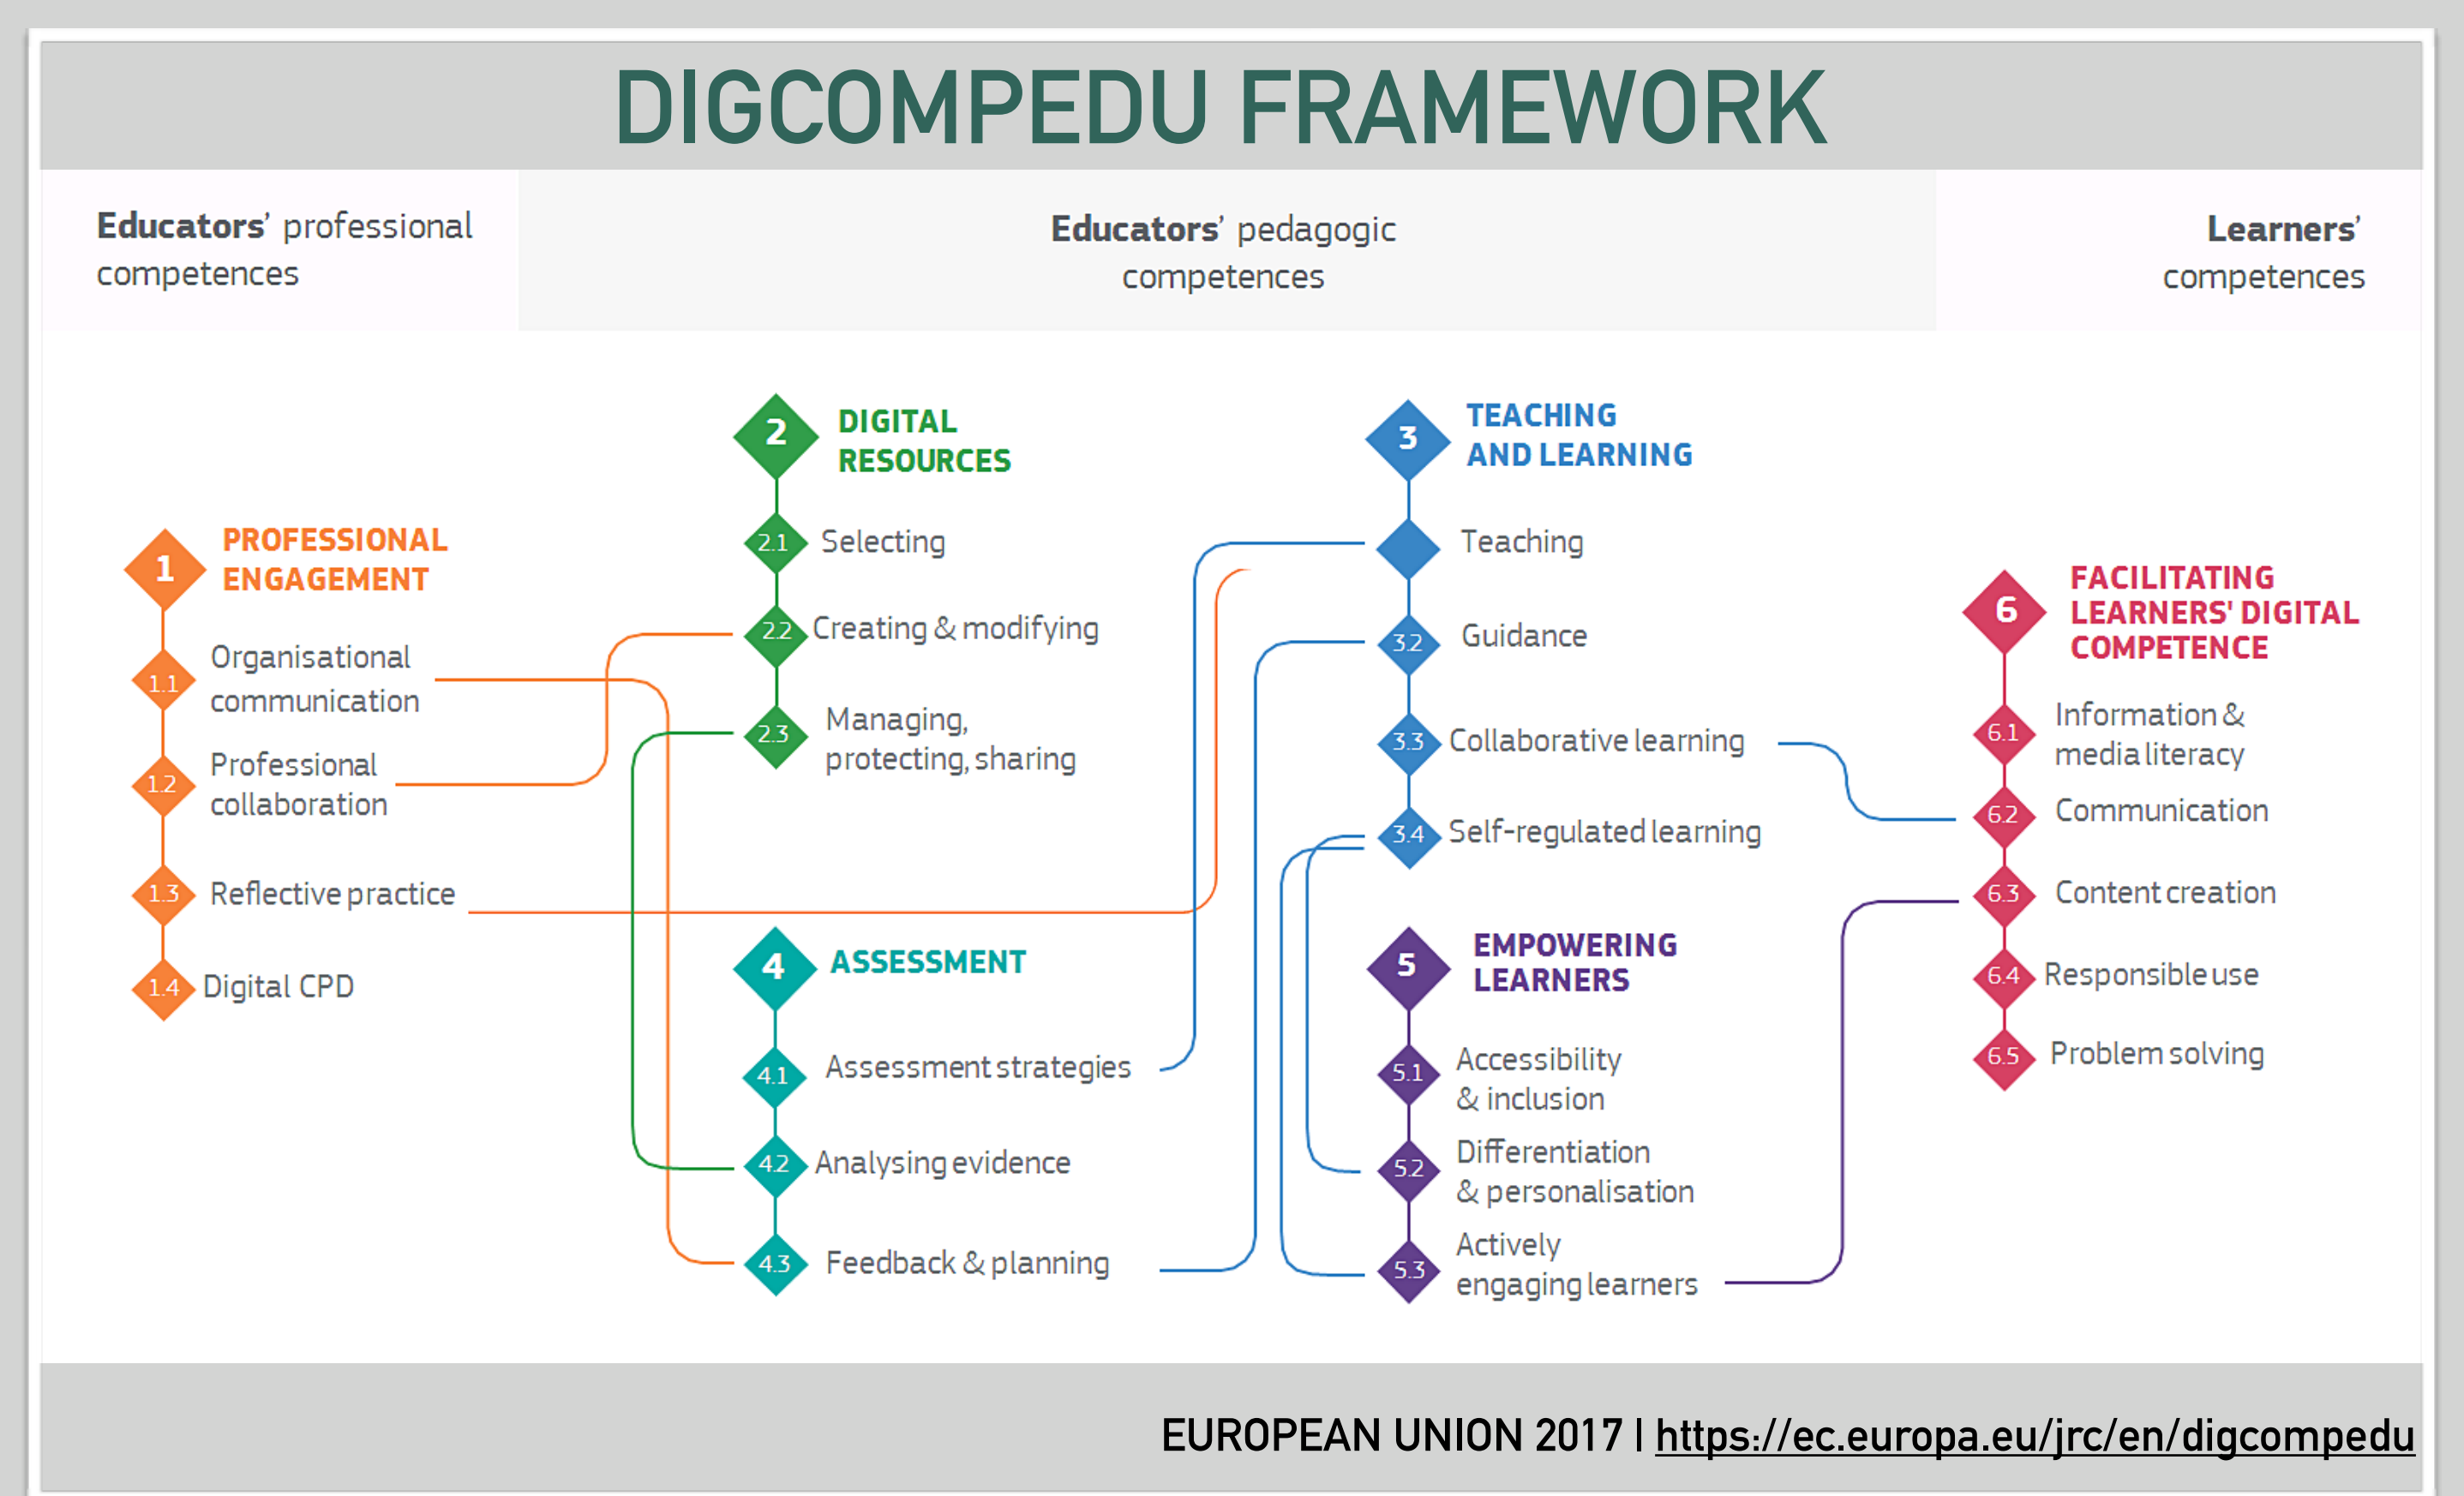 DIGCOMPEDU FRAMEWORK
Educators’ professional
competences
Educators’ pedagogic
competences
Learners’
competences
1
PROFESSIONAL
ENGAGEMENT
1.1
Organisational
communication
1.2
Professional
collaboration
1.3
Reflective practice
1.4
Digital CPD
2
DIGITAL
RESOURCES
2.1
Selecting
2.2
Creating & modifying
2.3
Managing,
protecting, sharing
4
ASSESSMENT
4.1
Assessment strategies
4.2
Analysing evidence
4.3
Feedback & planning
3
TEACHING
AND LEARNING
Teaching
3.2
Guidance
3.3
Collaborative learning
3.4
Self-regulated learning
5
EMPOWERING
LEARNERS
5.1
Accessibility
& inclusion
5.2
Differentiation
& personalisation
5.3
Actively
engaging learners
6
FACILITATING
LEARNERS' DIGITAL
COMPETENCE
6.1
Information &
media literacy
6.2
Communication
6.3
Content creation
6.4
Responsible use
6.5
Problem solving
EUROPEAN UNION 2017 | https://ec.europa.eu/jrc/en/digcompedu